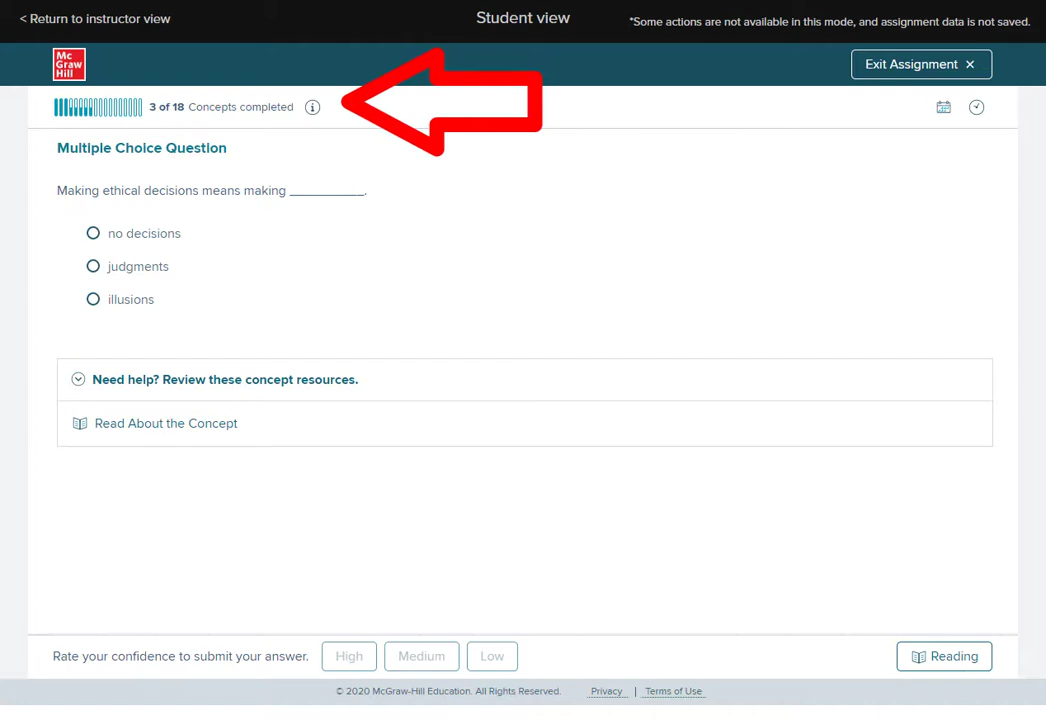 < Return to instructor view
Student view
*Some actions are not available in this mode, and assignment data is not saved.
Mc
Graw
Hill
Exit Assignment ×
3 of 18 Concepts completed
Multiple Choice Question
Making ethical decisions means making __________.
no decisions
judgments
illusions
Need help? Review these concept resources.
Read About the Concept
Rate your confidence to submit your answer. High Medium Low
Reading
© 2020 McGraw-Hill Education. All Rights Reserved. Privacy | Terms of Use